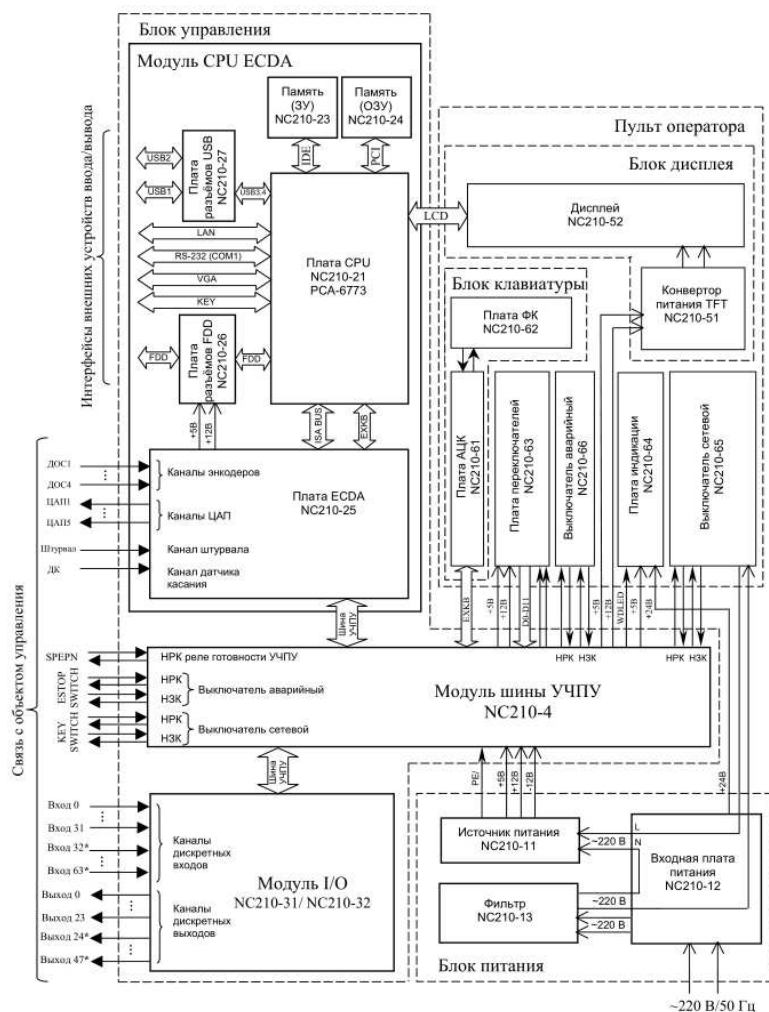 Блок управления
Модуль CPU ECDA
Память
(ЗУ)
NC210-23
Память
(ОЗУ)
NC210-24
IDE
PCI
USB2
USB1
Плата
разъёмов USB
NC210-27
USB3,4
LAN
RS-232 (COM1)
VGA
KEY
Плата CPU
NC210-21
PCA-6773
FDD
Плата
разъёмов FDD
NC210-26
FDD
+5В
+12В
ISA BUS
EXKB
Интерфейсы внешних устройств ввода/вывода
LCD
Пульт оператора
Блок дисплея
Дисплей
NC210-52
Конвертор
питания TFT
NC210-51
Блок клавиатуры
Плата ФК
NC210-62
Плата АЦК
NC210-61
Плата переключателей
NC210-63
Выключатель аварийный
NC210-66
Плата индикации
NC210-64
Выключатель сетевой
NC210-65
Связь с объектом управления
ДОС1
...
ДОС4
ЦАП1
...
ЦАП5
Штурвал
ДК
Каналы энкодеров
Каналы ЦАП
Канал штурвала
Канал датчика
касания
Плата ECDA
NC210-25
Шина
УЧПУ
EXKB
+5В
+12В
D0-D11
+5В
+12В
WDLED
+5В
+24В
НРК
НЗК
НРК
НЗК
SPEPN
ESTOP
SWITCH
KEY
SWITCH
НРК реле готовности УЧПУ
НРК
НЗК
Выключатель аварийный
НРК
НЗК
Выключатель сетевой
Модуль шины УЧПУ
NC210-4
Шина
УЧПУ
PE/
+5В
+12В
-12В
+24В
Вход 0
...
Вход 31
Вход 32*
...
Вход 63*
Выход 0
...
Выход 23
Выход 24*
...
Выход 47*
Каналы
дискретных
входов
Каналы
дискретных
выходов
Модуль I/O
NC210-31/ NC210-32
Источник питания
NC210-11
L
N
~220 В
Входная плата
питания
NC210-12
Фильтр
NC210-13
~220 В
~220 В
Блок питания
~220 В/50 Гц